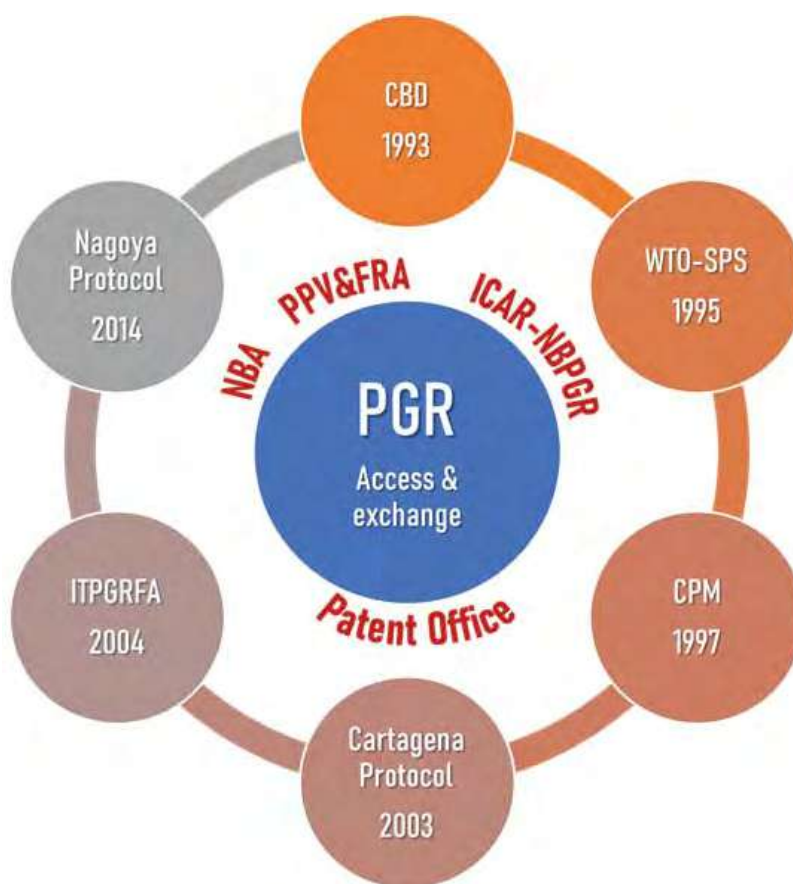 CBD
1993
WTO-SPS
1995
CPM
1997
Cartagena
Protocol
2003
ITPGRFA
2004
Nagoya
Protocol
2014
NBA
PPV&FRA
ICAR-NBPGR
PGR
Access &
exchange
Patent Office